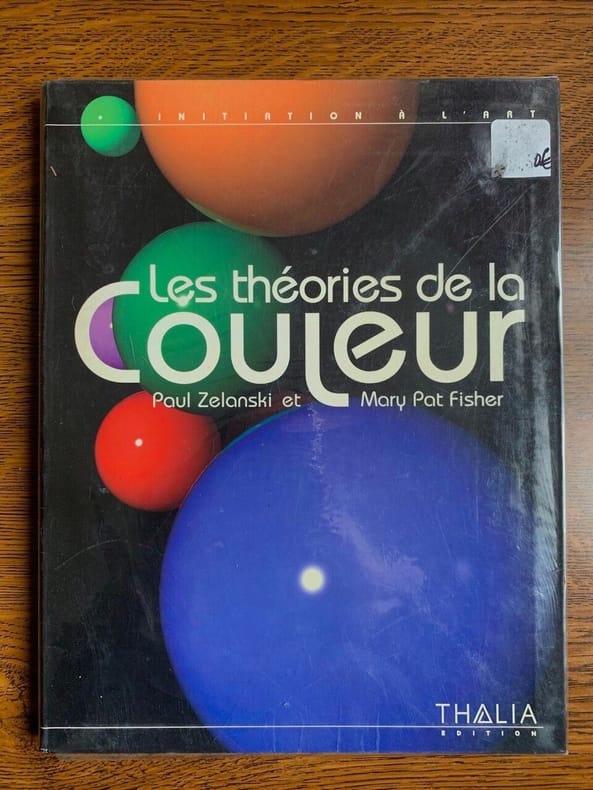 INITIATION À L'ART
Les théories de la
Couleur
Paul Zelanski et Mary Pat Fisher
THALIA
EDITION